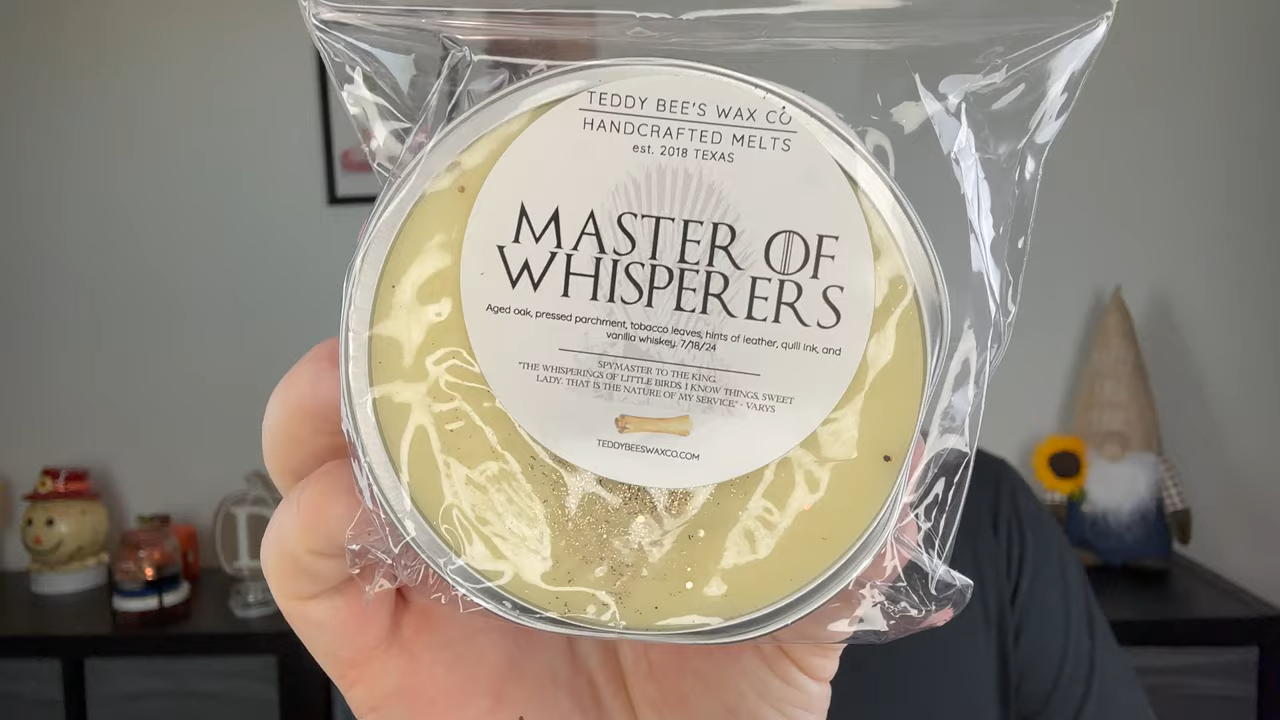 TEDDY BEE'S WAX CO
HANDCRAFTED MELTS
est. 2018 TEXAS
MASTER OF
WHISPERERS
Aged oak, pressed parchment, tobacco leaves, hints of leather, quill ink, and
vanilla whiskey. 7/18/24
SPYMASTER TO THE KING.
"THE WHISPERINGS OF LITTLE BIRDS. I KNOW THINGS, SWEET
LADY. THAT IS THE NATURE OF MY SERVICE" - VARYS
TEDDYBEESWAXCO.COM